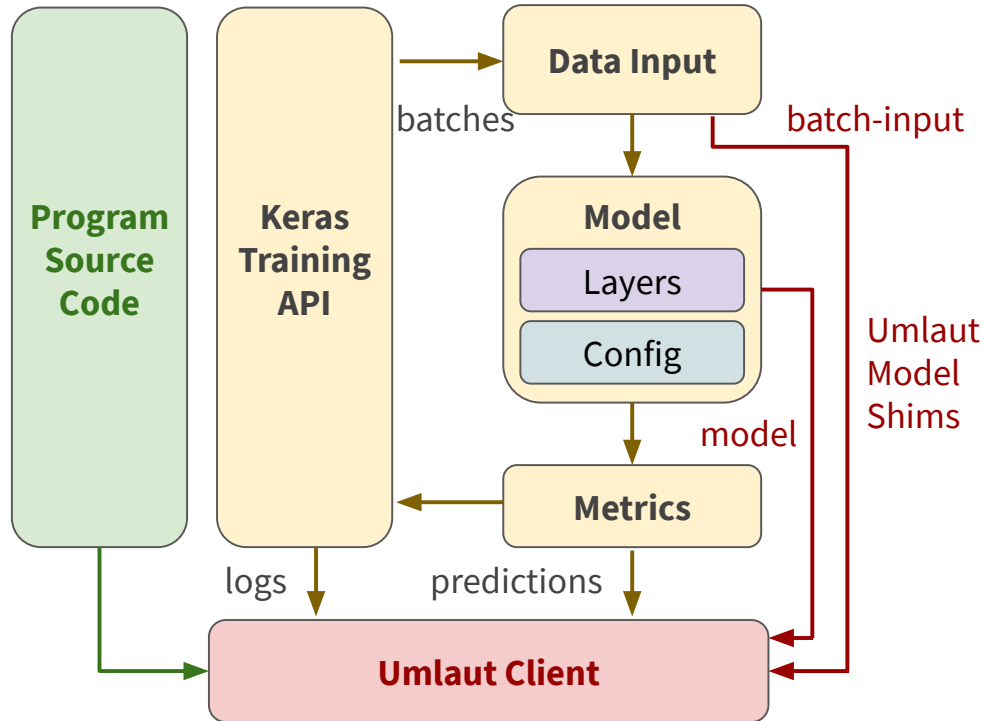 Program
Source
Code
Keras
Training
API
Data Input
batches
batch-input
Model
Layers
Config
Umlaut
Model
Shims
model
Metrics
logs
predictions
Umlaut Client